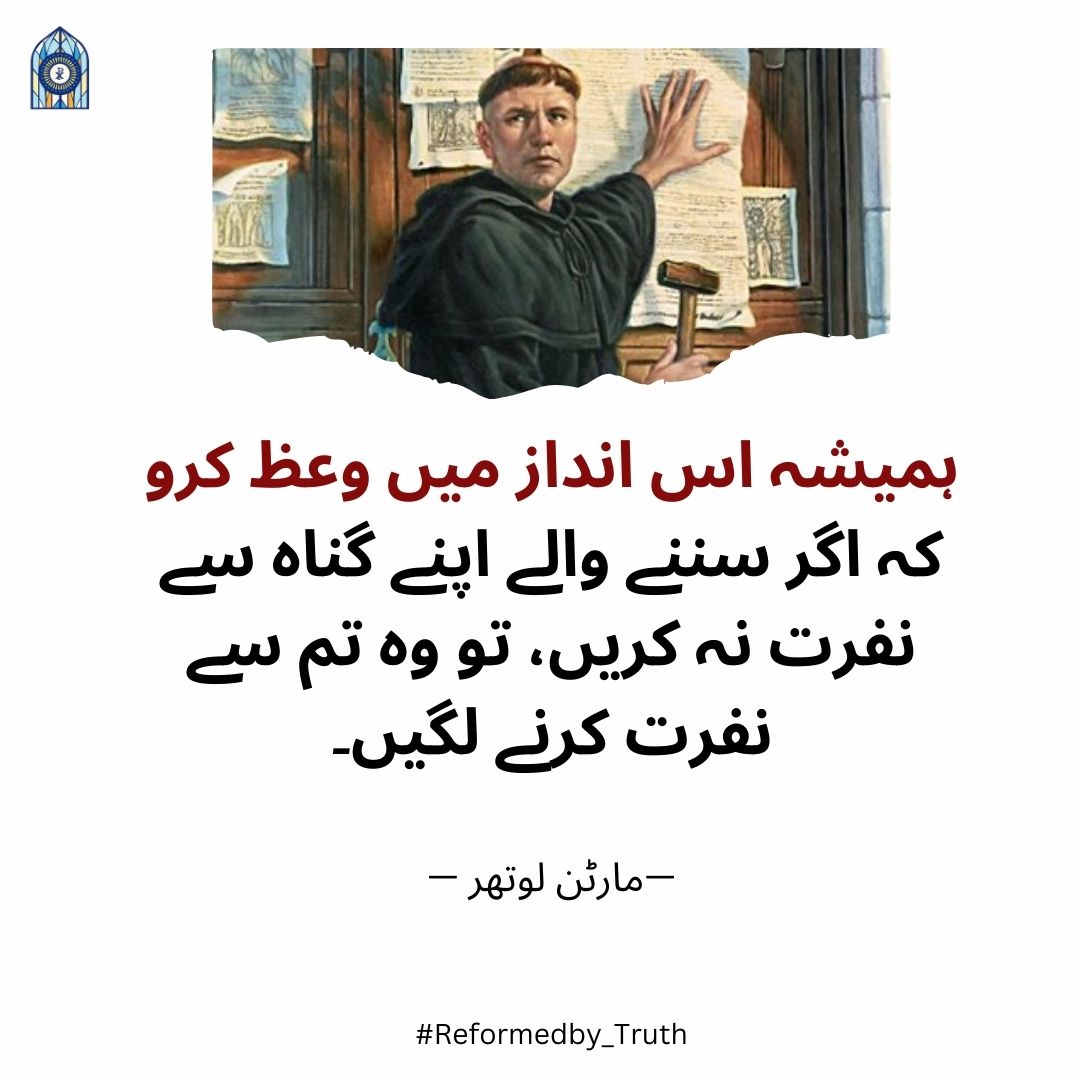 ہمیشہ اس انداز میں وعظ کرو
کہ اگر سننے والے اپنے گناہ سے
نفرت نہ کریں، تو وہ تم سے
نفرت کرنے لگیں۔
—مارٹن لوتھر —
#Reformedby_Truth